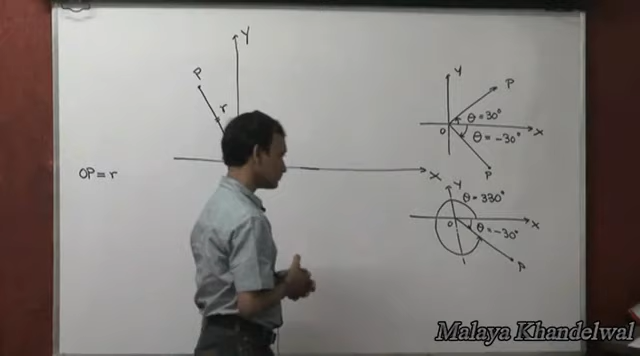 Y
P
r
X
OP = r
Y
P
θ = 30°
O
X
θ = -30°
P
Y
θ = 330°
O
X
θ = -30°
P
Malaya Khandelwal